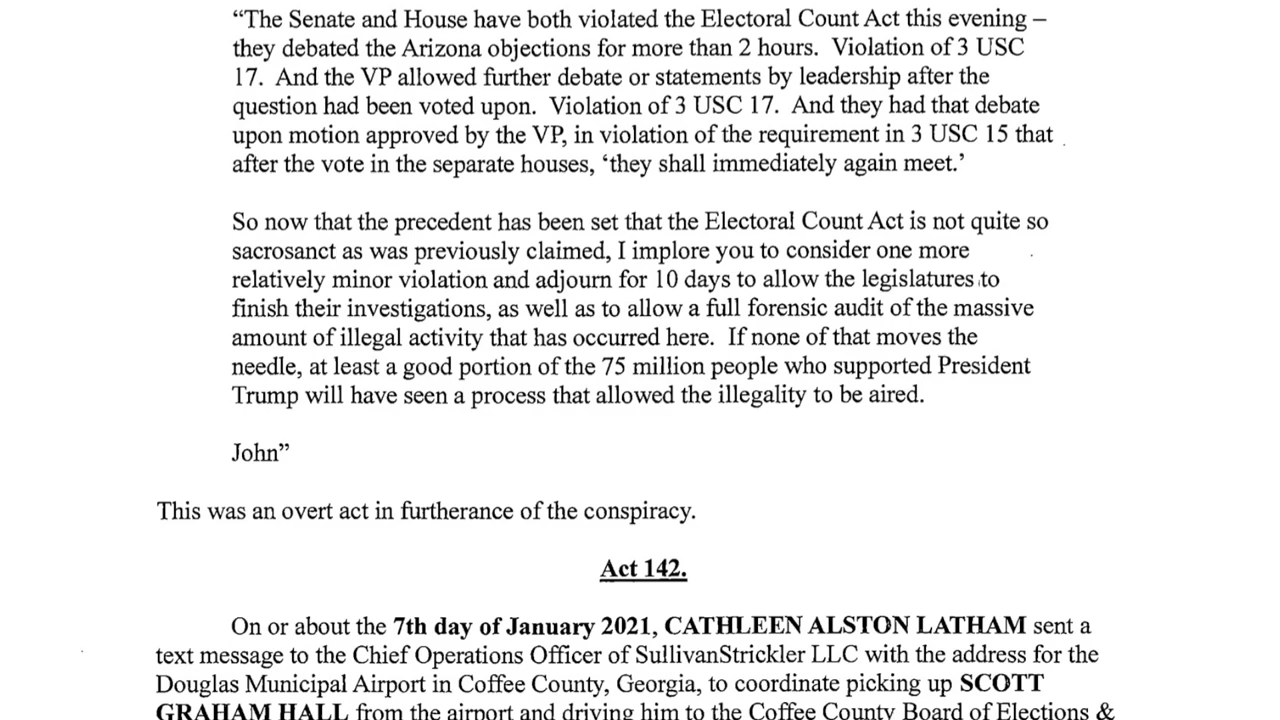 “The Senate and House have both violated the Electoral Count Act this evening –
they debated the Arizona objections for more than 2 hours. Violation of 3 USC
17. And the VP allowed further debate or statements by leadership after the
question had been voted upon. Violation of 3 USC 17. And they had that debate
upon motion approved by the VP, in violation of the requirement in 3 USC 15 that
after the vote in the separate houses, ‘they shall immediately again meet.’
So now that the precedent has been set that the Electoral Count Act is not quite so
sacrosanct as was previously claimed, I implore you to consider one more
relatively minor violation and adjourn for 10 days to allow the legislatures to
finish their investigations, as well as to allow a full forensic audit of the massive
amount of illegal activity that has occurred here. If none of that moves the
needle, at least a good portion of the 75 million people who supported President
Trump will have seen a process that allowed the illegality to be aired.
John”
This was an overt act in furtherance of the conspiracy.
Act 142.
On or about the 7th day of January 2021, CATHLEEN ALSTON LATHAM sent a
text message to the Chief Operations Officer of SullivanStrickler LLC with the address for the
Douglas Municipal Airport in Coffee County, Georgia, to coordinate picking up SCOTT
GRAHAM HALL from the airport and driving him to the Coffee County Board of Elections &